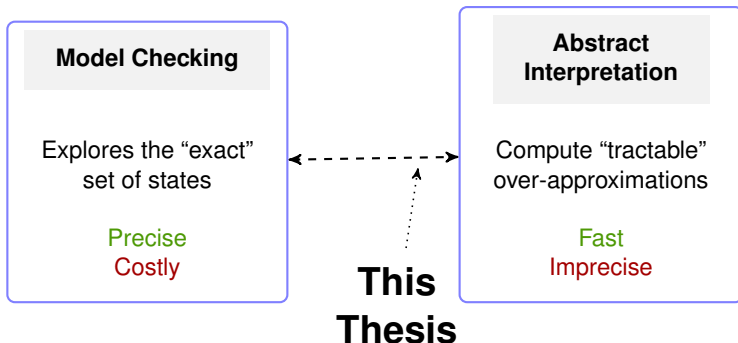 Model Checking
Explores the “exact”
set of states
Precise
Costly
Abstract
Interpretation
Compute “tractable”
over-approximations
Fast
Imprecise
This
Thesis